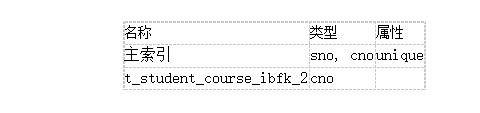 名称 类型 属性
主索引 sno, cno unique
t_student_course_ibfk_2 cno